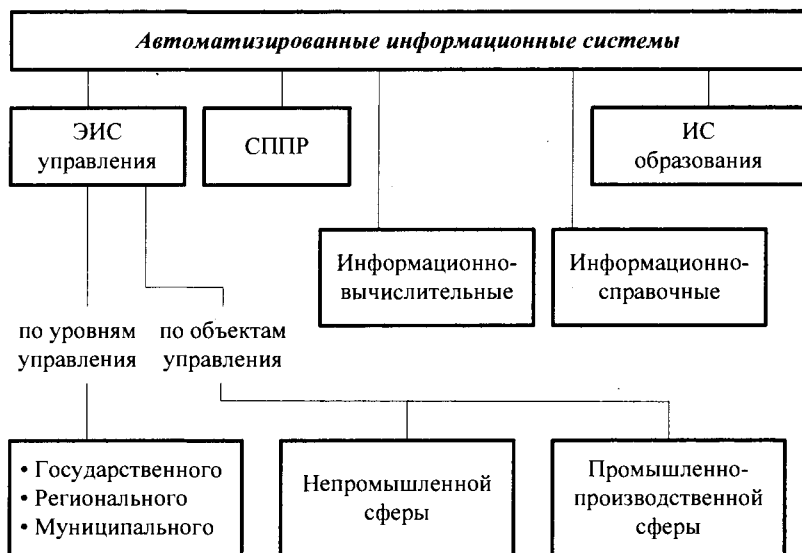 Автоматизированные информационные системы
ЭИС
управления
СППР
ИС
образования
Информационно-
вычислительные
Информационно-
справочные
по уровням
управления
по объектам
управления
• Государственного
• Регионального
• Муниципального
Непромышленной
сферы
Промышленно-
производственной
сферы